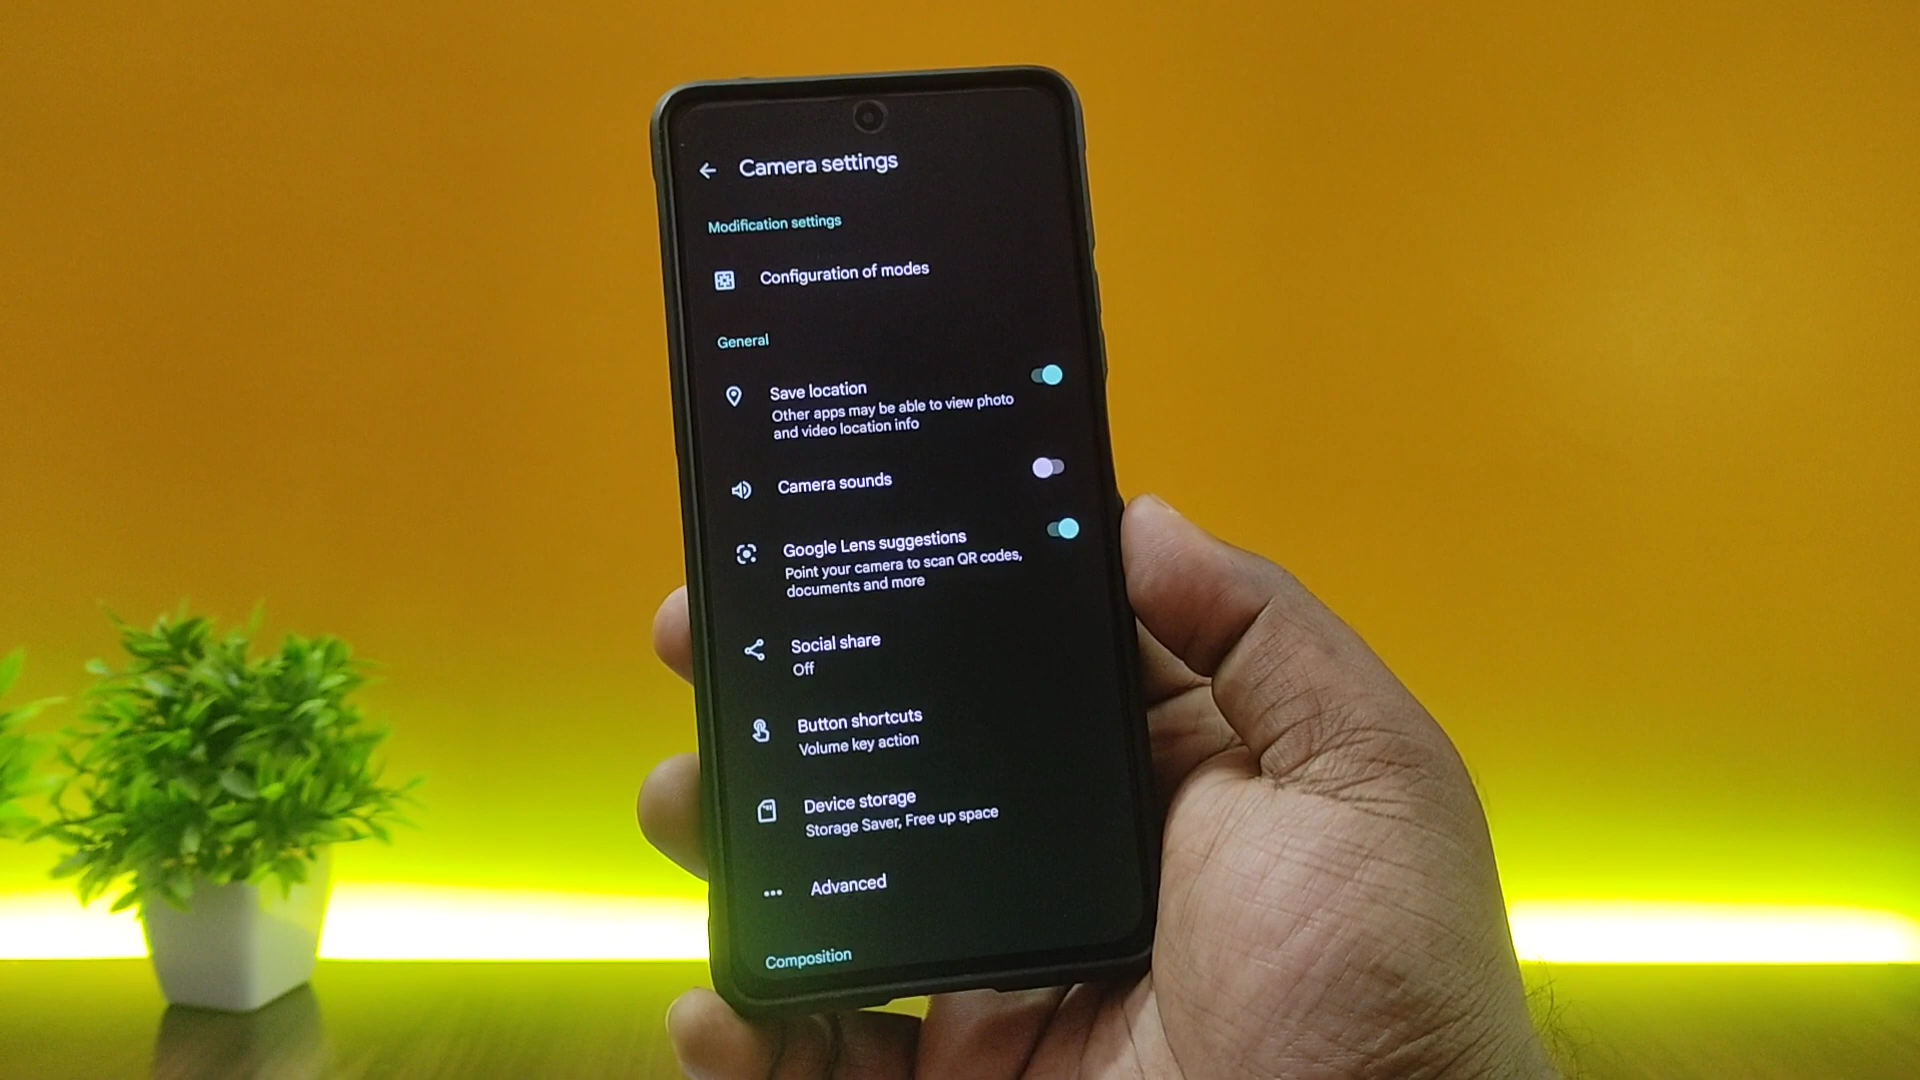 Camera settings
Modification settings
Configuration of modes
General
Save location
Other apps may be able to view photo
and video location info
Camera sounds
Google Lens suggestions
Point your camera to scan QR codes,
documents and more
Social share
Off
Button shortcuts
Volume key action
Device storage
Storage Saver, Free up space
Advanced
Composition